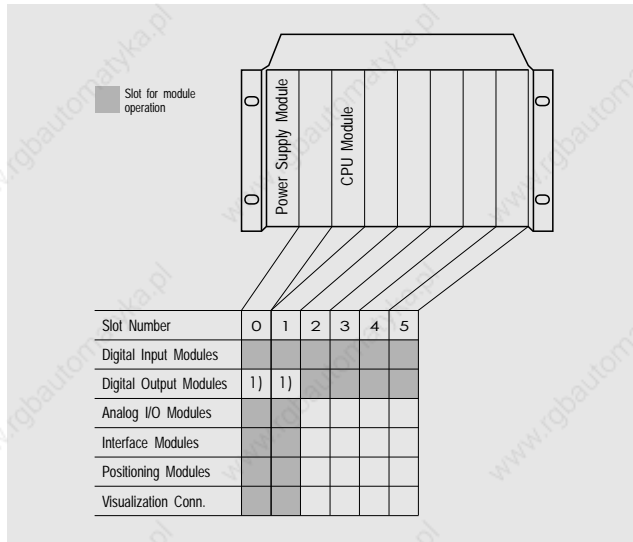 Slot for module
operation
Power Supply Module
CPU Module
Slot Number 0 1 2 3 4 5
Digital Input Modules
Digital Output Modules 1) 1)
Analog I/O Modules
Interface Modules
Positioning Modules
Visualization Conn.
www.rgbautomatyka.pl